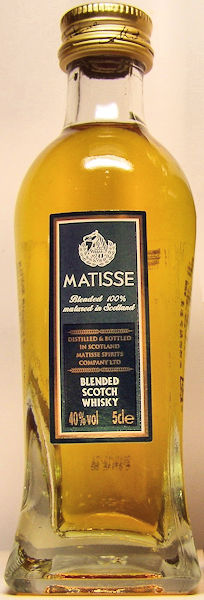 MATISSE
Blended 100%
matured in Scotland
DISTILLED & BOTTLED
IN SCOTLAND
MATISSE SPIRITS
COMPANY LTD
BLENDED
SCOTCH
WHISKY
40%vol 5cle